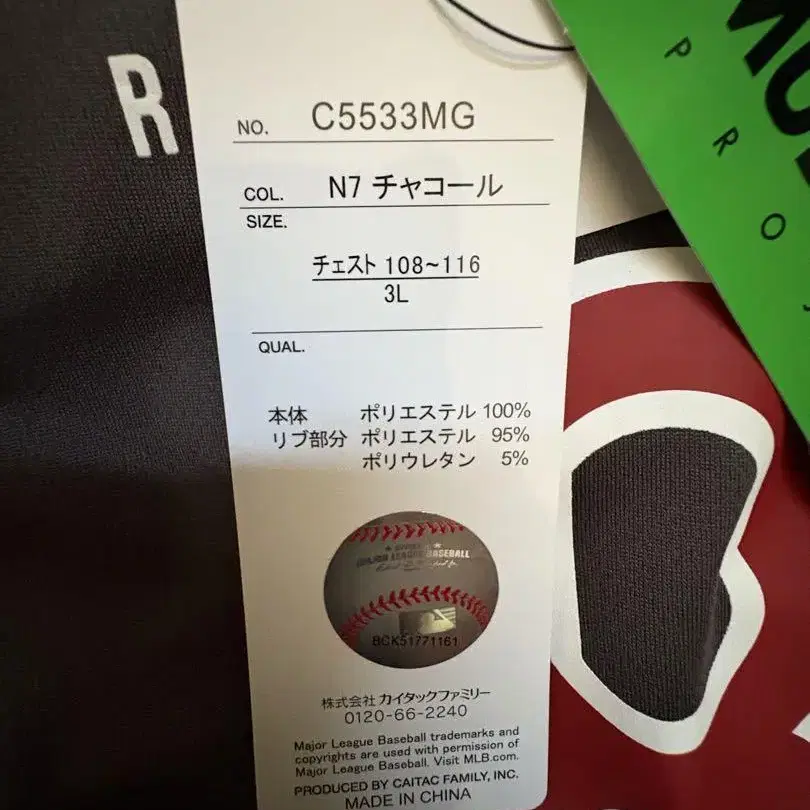 R
NO. C5533MG
COL. N7 チャコール
SIZE.
チェスト 108~116
3L
QUAL.
本体 ポリエステル 100%
リブ部分 ポリエステル 95%
ポリウレタン 5%
MAJOR LEAGUE BASEBALL
BCK51771161
株式会社 カイタックファミリー
0120-66-2240
Major League Baseball trademarks and
copyrights are used with permission of
Major League Baseball. Visit MLB.com.
PRODUCED BY CAITAC FAMILY, INC.
MADE IN CHINA
P R O